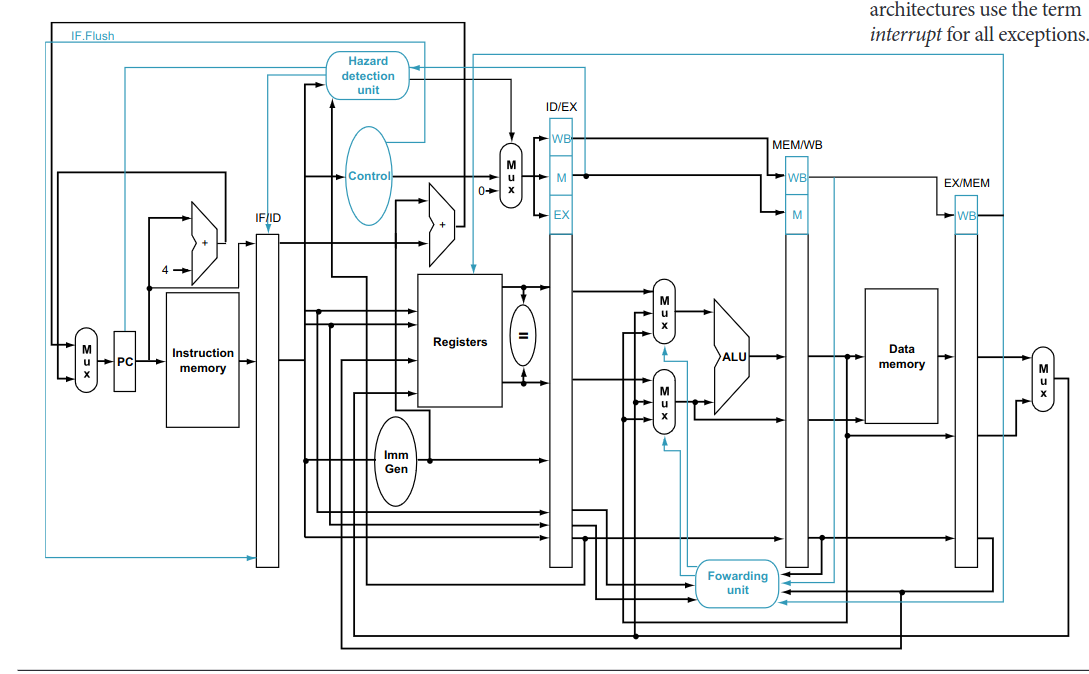 architectures use the term
interrupt for all exceptions.
IF.Flush
Hazard
detection
unit
ID/EX
WB
MEM/WB
Control
M
u
x
0
M
WB
EX/MEM
IF/ID
EX
M
WB
+
+
4
M
u
x
PC
Instruction
memory
Registers
=
M
u
x
ALU
Data
memory
M
u
x
M
u
x
Imm
Gen
Fowarding
unit